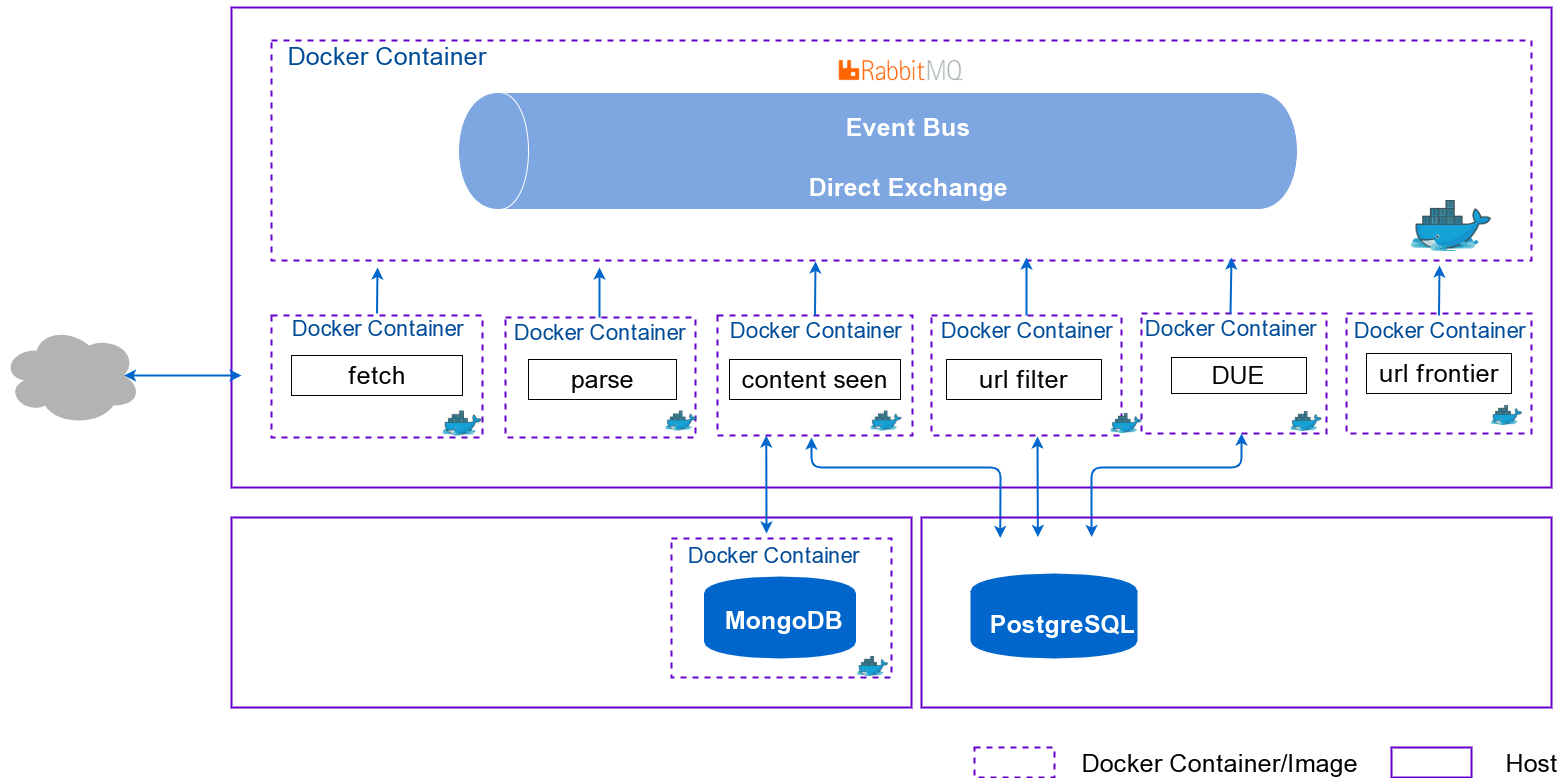 Docker Container
RabbitMQ
Event Bus
Direct Exchange
Docker Container
fetch
Docker Container
parse
Docker Container
content seen
Docker Container
url filter
Docker Container
DUE
Docker Container
url frontier
Docker Container
MongoDB
PostgreSQL
Docker Container/Image
Host